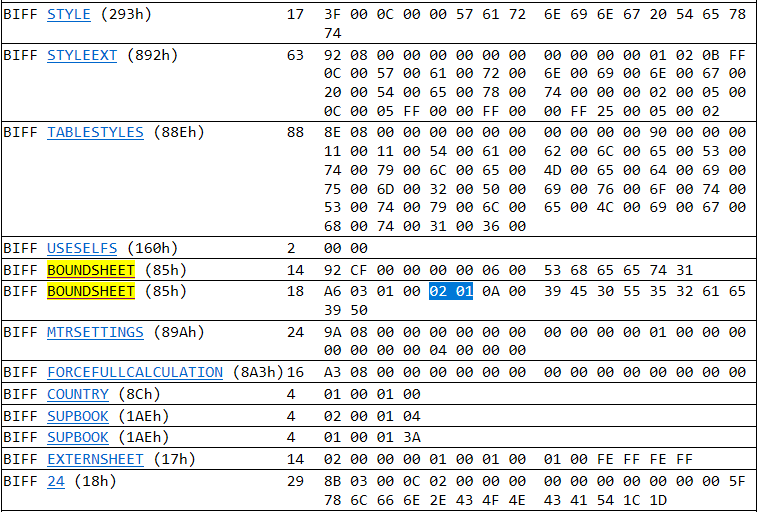 BIFF STYLE (293h) 17 3F 00 0C 00 00 57 61 72 6E 69 6E 67 20 54 65 78
74
BIFF STYLEEXT (892h) 63 92 08 00 00 00 00 00 00 00 00 00 00 01 02 0B FF
0C 00 57 00 61 00 72 00 6E 00 69 00 6E 00 67 00
20 00 54 00 65 00 78 00 74 00 00 00 02 00 05 00
0C 00 05 FF 00 00 FF 00 00 FF 25 00 05 00 02
BIFF TABLESTYLES (88Eh) 88 8E 08 00 00 00 00 00 00 00 00 00 00 90 00 00 00
11 00 11 00 54 00 61 00 62 00 6C 00 65 00 53 00
74 00 79 00 6C 00 65 00 4D 00 65 00 64 00 69 00
75 00 6D 00 32 00 50 00 69 00 76 00 6F 00 74 00
53 00 74 00 79 00 6C 00 65 00 4C 00 69 00 67 00
68 00 74 00 31 00 36 00
BIFF USESELFS (160h) 2 00 00
BIFF BOUNDSHEET (85h) 14 92 CF 00 00 00 00 06 00 53 68 65 65 74 31
BIFF BOUNDSHEET (85h) 18 A6 03 01 00 02 01 0A 00 39 45 30 55 35 32 61 65
39 50
BIFF MTRSETTINGS (89Ah) 24 9A 08 00 00 00 00 00 00 00 00 00 00 01 00 00 00
00 00 00 00 04 00 00 00
BIFF FORCEFULLCALCULATION (8A3h) 16 A3 08 00 00 00 00 00 00 00 00 00 00 00 00 00 00
BIFF COUNTRY (8Ch) 4 01 00 01 00
BIFF SUPBOOK (1AEh) 4 02 00 01 04
BIFF SUPBOOK (1AEh) 4 01 00 01 3A
BIFF EXTERNSHEET (17h) 14 02 00 00 00 01 00 01 00 01 00 FE FF FE FF
BIFF 24 (18h) 29 8B 03 00 0C 02 00 00 00 00 00 00 00 00 00 5F
78 6C 66 6E 2E 43 4F 4E 43 41 54 1C 1D